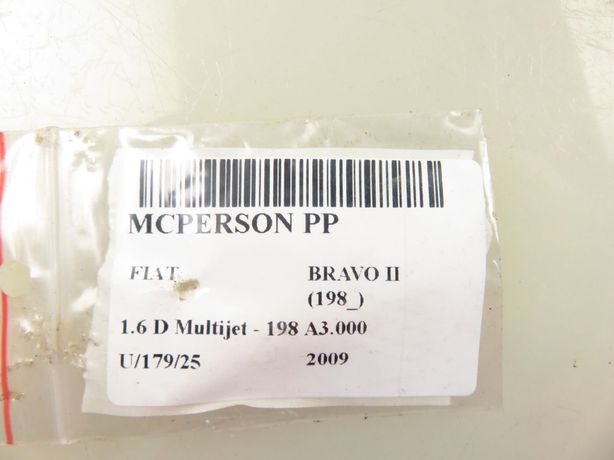 MCPERSON PP
FIAT BRAVO II
(198_)
1.6 D Multijet - 198 A3.000
U/179/25 2009